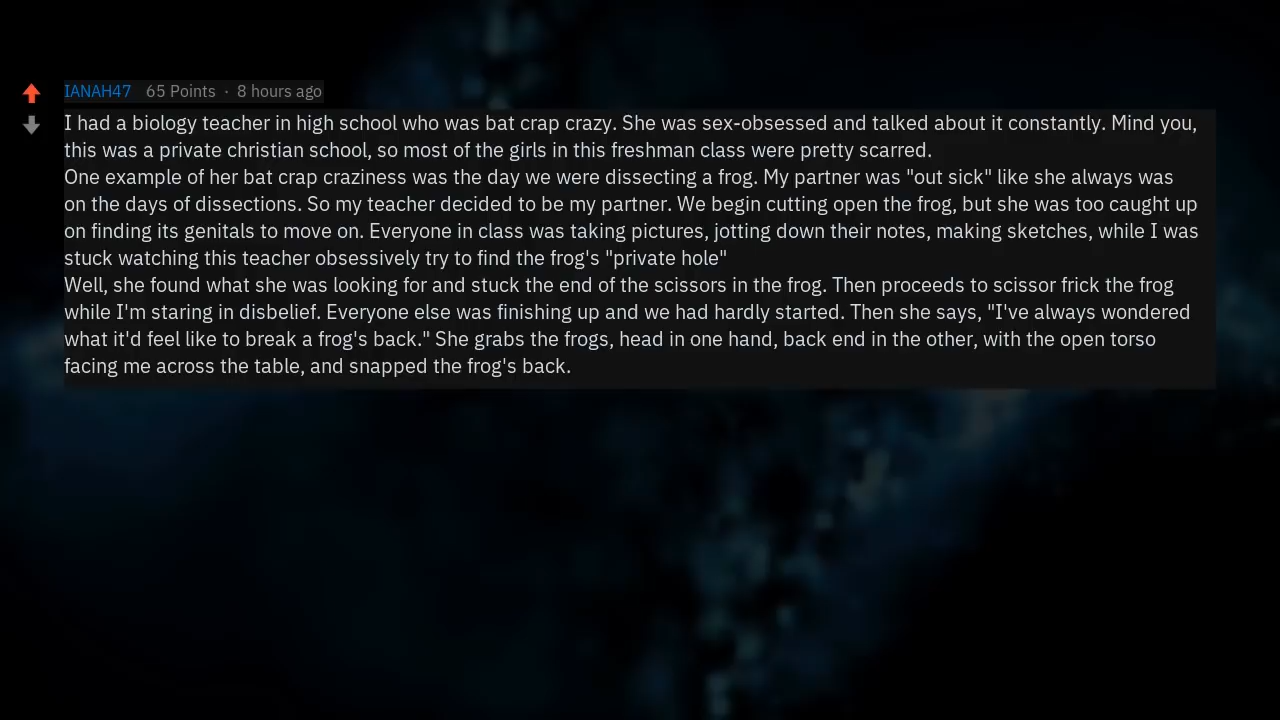 IANAH47 65 Points · 8 hours ago
I had a biology teacher in high school who was bat crap crazy. She was sex-obsessed and talked about it constantly. Mind you,
this was a private christian school, so most of the girls in this freshman class were pretty scarred.
One example of her bat crap craziness was the day we were dissecting a frog. My partner was "out sick" like she always was
on the days of dissections. So my teacher decided to be my partner. We begin cutting open the frog, but she was too caught up
on finding its genitals to move on. Everyone in class was taking pictures, jotting down their notes, making sketches, while I was
stuck watching this teacher obsessively try to find the frog's "private hole"
Well, she found what she was looking for and stuck the end of the scissors in the frog. Then proceeds to scissor frick the frog
while I'm staring in disbelief. Everyone else was finishing up and we had hardly started. Then she says, "I've always wondered
what it'd feel like to break a frog's back." She grabs the frogs, head in one hand, back end in the other, with the open torso
facing me across the table, and snapped the frog's back.